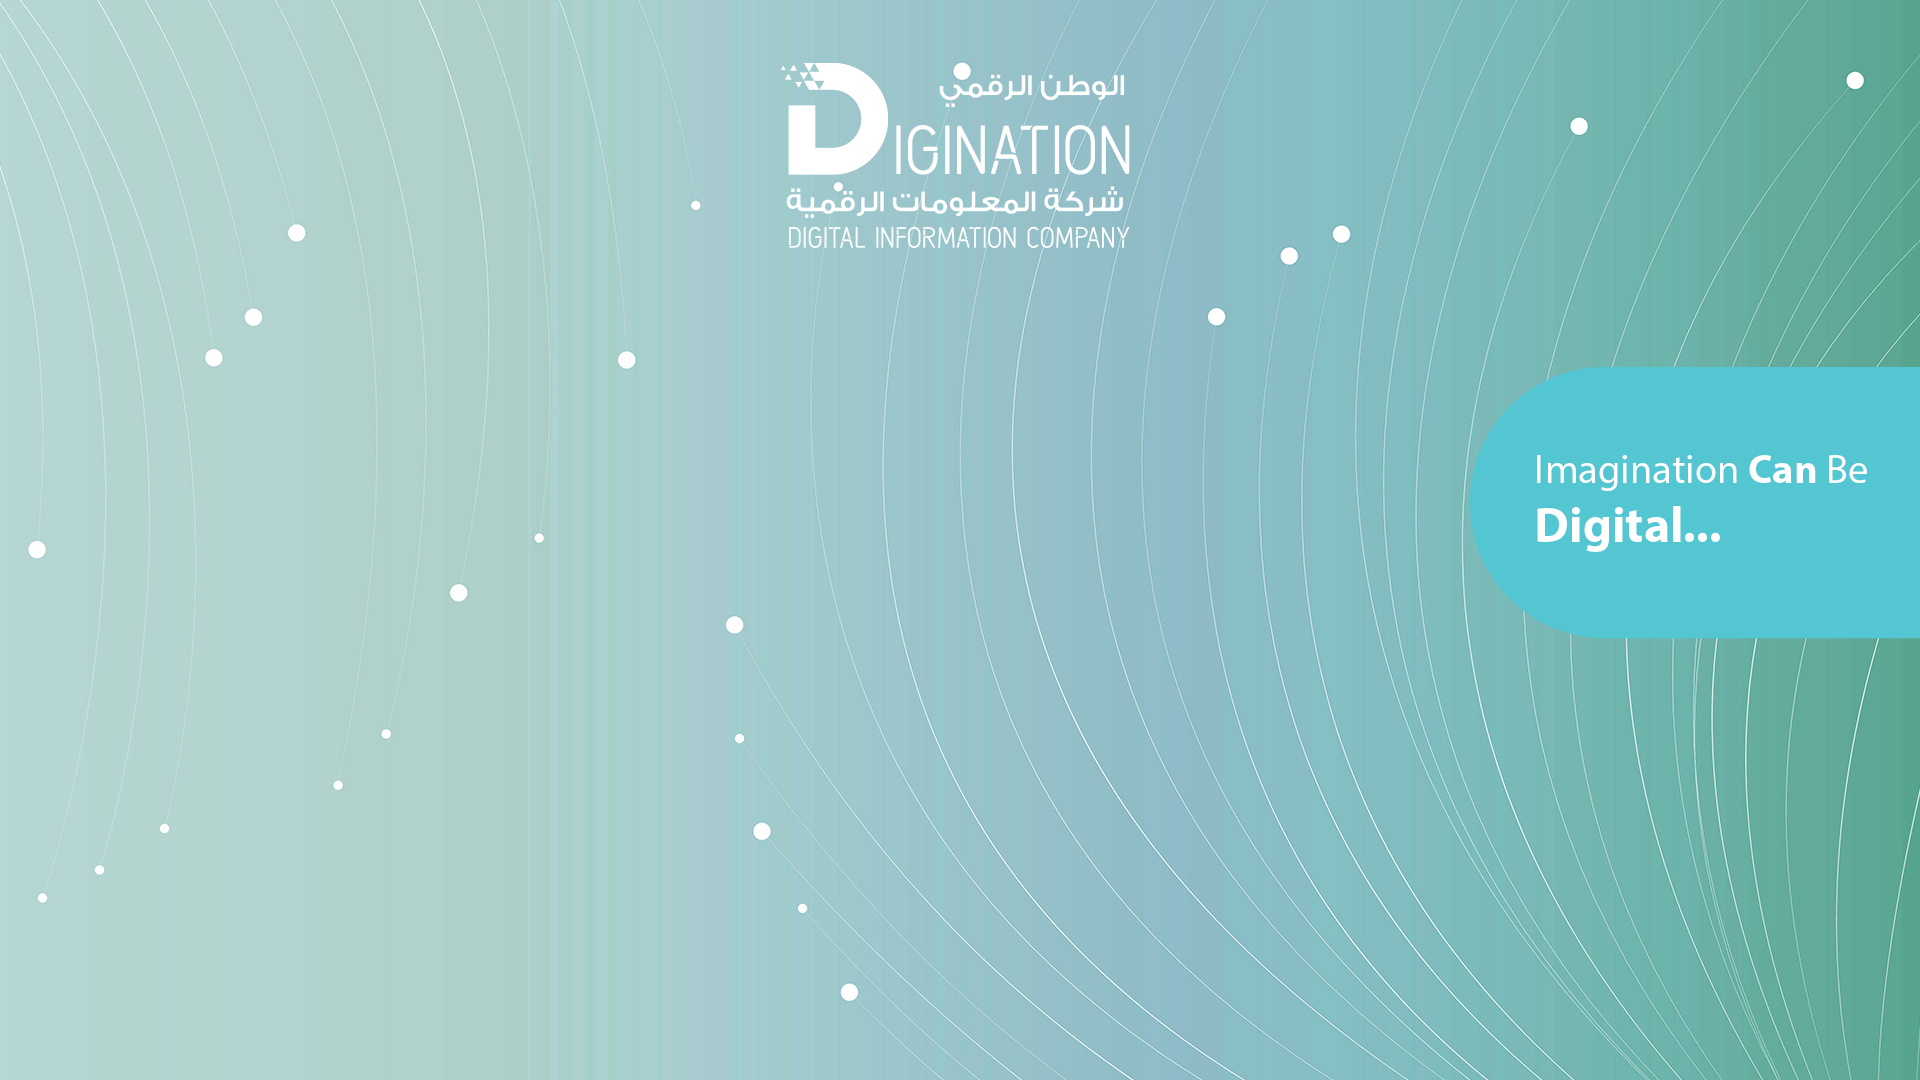 الوطن الرقمي
DIGINATION
شركة المعلومات الرقمية
DIGITAL INFORMATION COMPANY
Imagination Can Be
Digital...